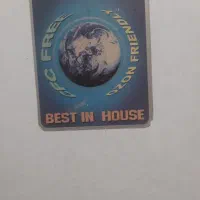 CFC FREE
OZON FRIENDLY
BEST IN HOUSE